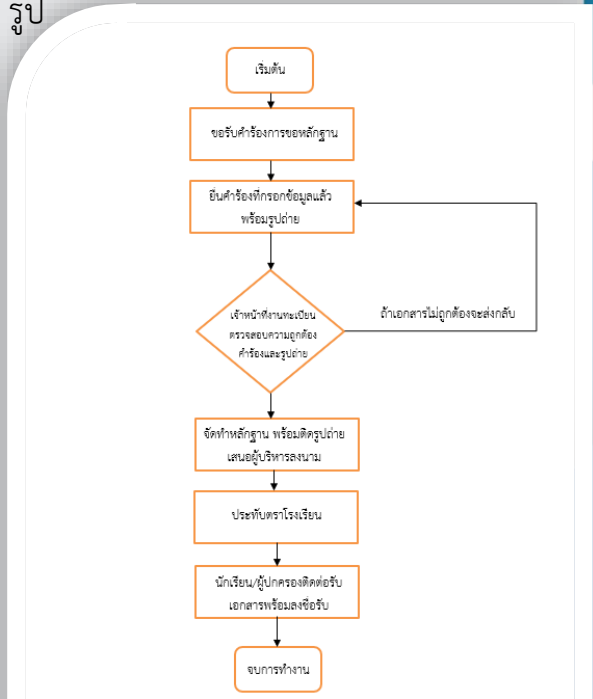 รูป
เริ่มต้น
ขอรับคำร้องการขอหลักฐาน
ยื่นคำร้องที่กรอกข้อมูลแล้ว
พร้อมรูปถ่าย
เจ้าหน้าที่งานทะเบียน
ตรวจสอบความถูกต้อง
คำร้องและรูปถ่าย
ถ้าเอกสารไม่ถูกต้องจะส่งกลับ
จัดทำหลักฐาน พร้อมติดรูปถ่าย
เสนอผู้บริหารลงนาม
ประทับตราโรงเรียน
นักเรียน/ผู้ปกครองติดต่อรับ
เอกสารพร้อมลงชื่อรับ
จบการทำงาน